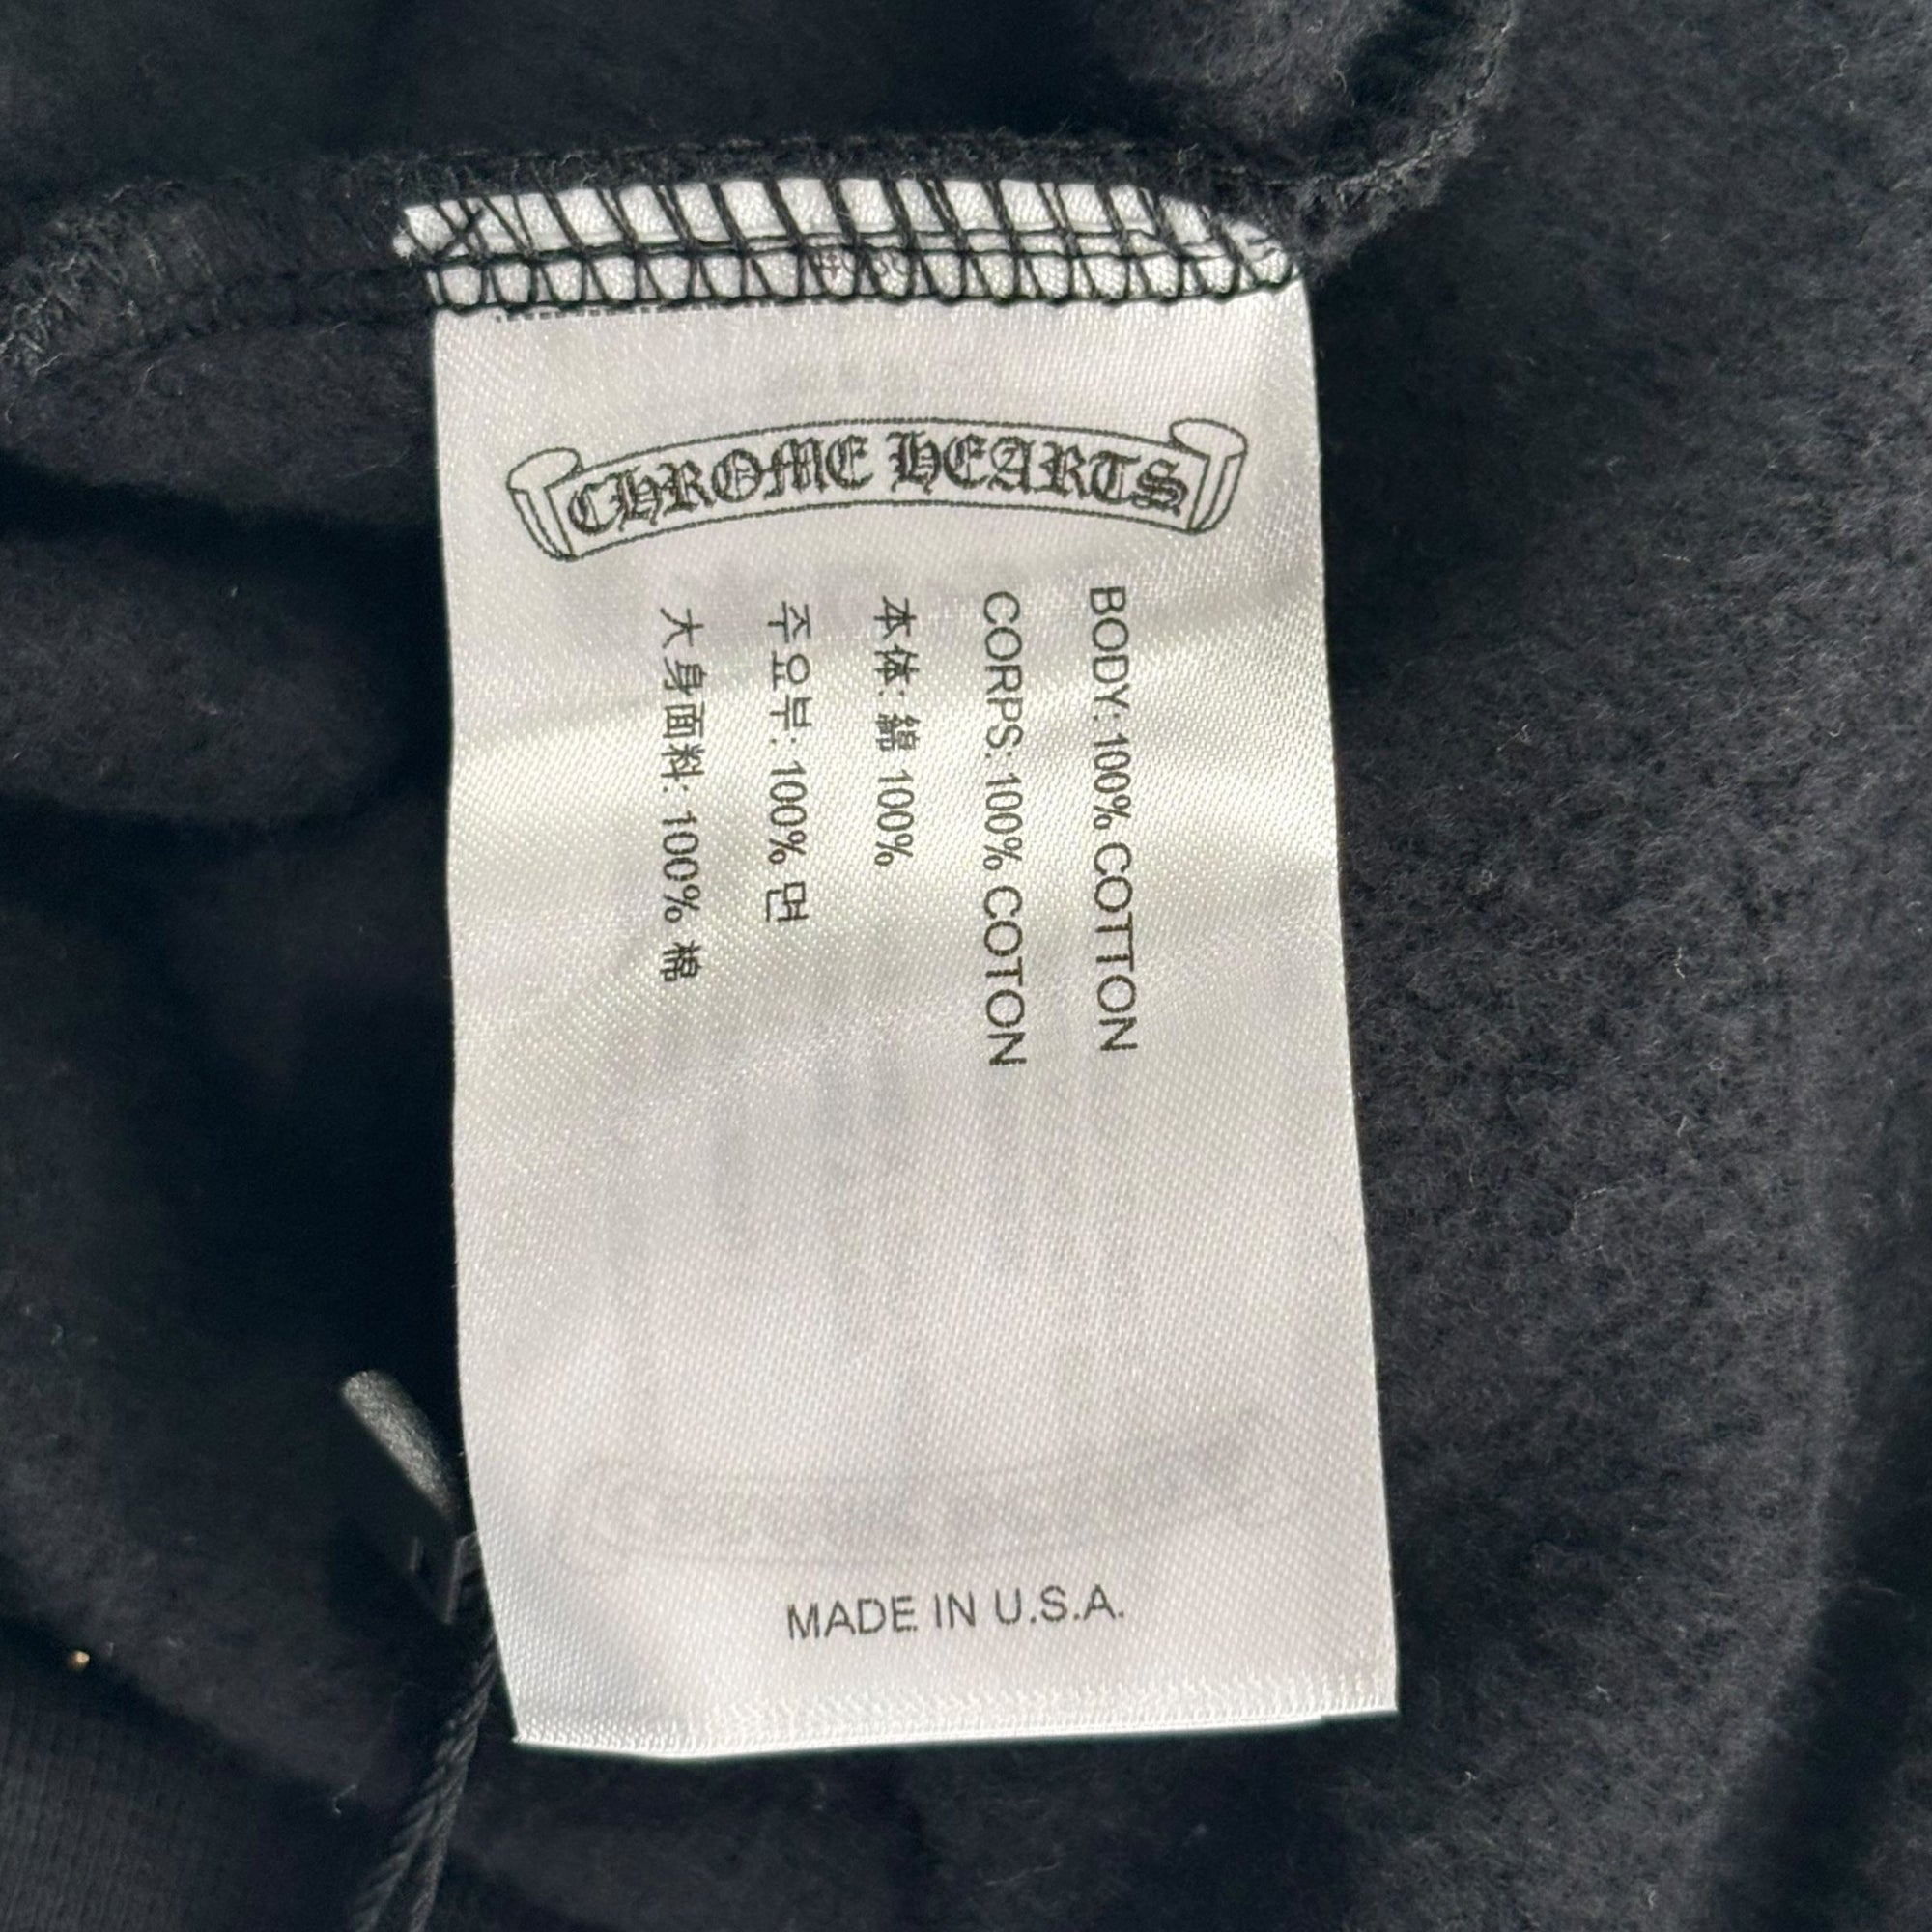 CHROME HEARTS
BODY: 100% COTTON
CORPS: 100% COTON
本体: 綿 100%
주요부: 100% 면
大身面料: 100% 棉
MADE IN U.S.A.